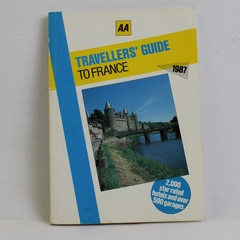 AA
TRAVELLERS' GUIDE
TO FRANCE
1987
2,000
star rated
hotels and over
500 garages